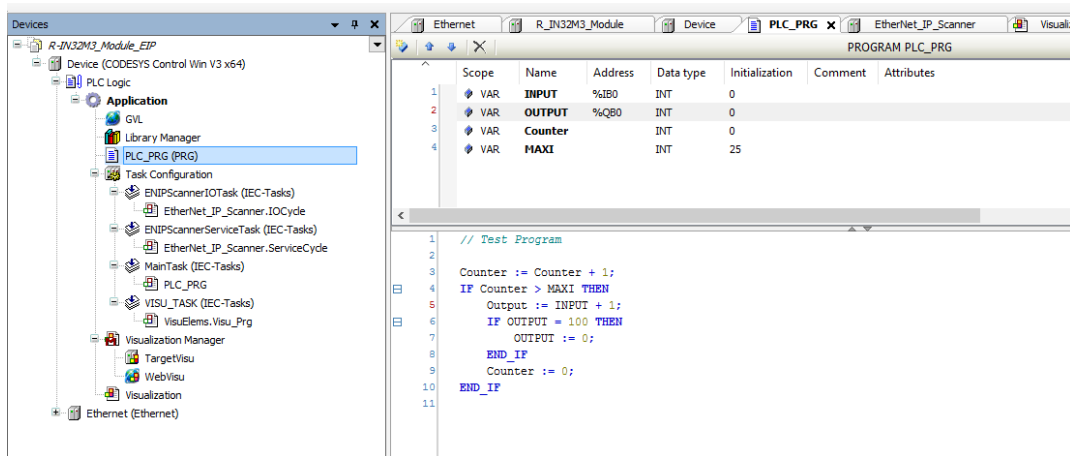 Devices
R-IN32M3_Module_EIP
Device (CODESYS Control Win V3 x64)
PLC Logic
Application
GVL
Library Manager
PLC_PRG (PRG)
Task Configuration
ENIPScannerIOTask (IEC-Tasks)
EtherNet_IP_Scanner.IOCycle
ENIPScannerServiceTask (IEC-Tasks)
EtherNet_IP_Scanner.ServiceCycle
MainTask (IEC-Tasks)
PLC_PRG
VISU_TASK (IEC-Tasks)
VisuElems.Visu_Prg
Visualization Manager
TargetVisu
WebVisu
Visualization
Ethernet (Ethernet)
Ethernet R_IN32M3_Module Device PLC_PRG EtherNet_IP_Scanner Visuali
PROGRAM PLC_PRG
Scope Name Address Data type Initialization Comment Attributes
1 VAR INPUT %IB0 INT 0
2 VAR OUTPUT %QB0 INT 0
3 VAR Counter INT 0
4 VAR MAXI INT 25
1 // Test Program
2
3 Counter := Counter + 1;
4 IF Counter > MAXI THEN
5 Output := INPUT + 1;
6 IF OUTPUT = 100 THEN
7 OUTPUT := 0;
8 END_IF
9 Counter := 0;
10 END_IF
11